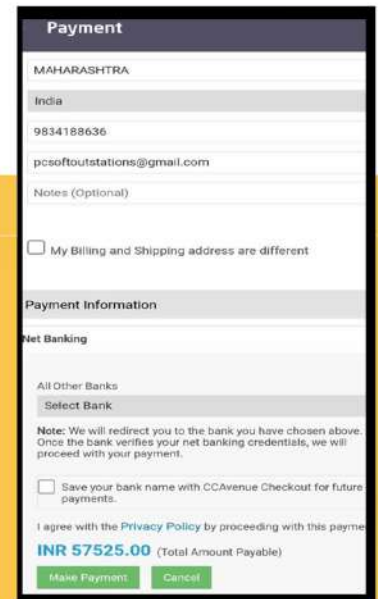 Payment
MAHARASHTRA
India
9834188636
pcsoftoutstations@gmail.com
Notes (Optional)
My Billing and Shipping address are different
Payment Information
Net Banking
All Other Banks
Select Bank
Note: We will redirect you to the bank you have chosen above.
Once the bank verifies your net banking credentials, we will
proceed with your payment.
Save your bank name with CCAvenue Checkout for future
payments.
I agree with the Privacy Policy by proceeding with this payme
INR 57525.00 (Total Amount Payable)
Make Payment Cancel